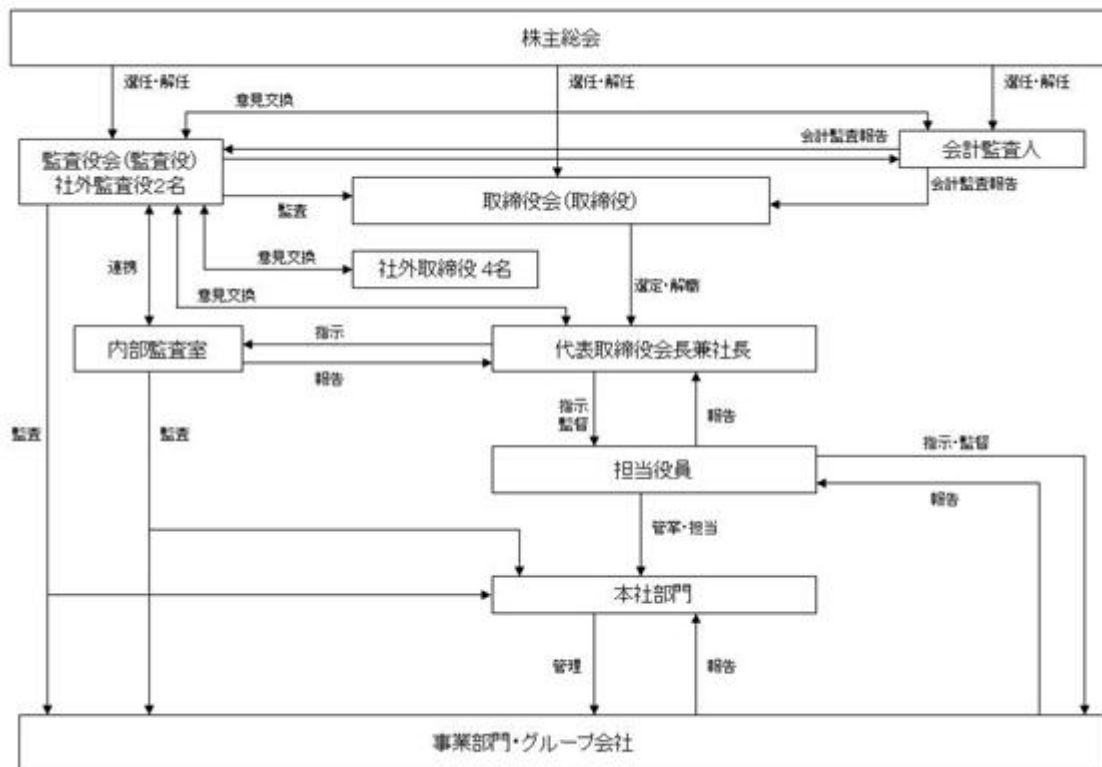 株主総会
選任・解任
選任・解任
選任・解任
意見交換
会計監査報告
監査役会(監査役)
社外監査役2名
会計監査人
監査
取締役会(取締役)
会計監査報告
連携
意見交換
社外取締役 4名
意見交換
選定・解職
内部監査室
指示
報告
代表取締役会長兼社長
監査
監査
指示
監督
報告
担当役員
指示・監督
報告
管掌・担当
本社部門
管理
報告
事業部門・グループ会社